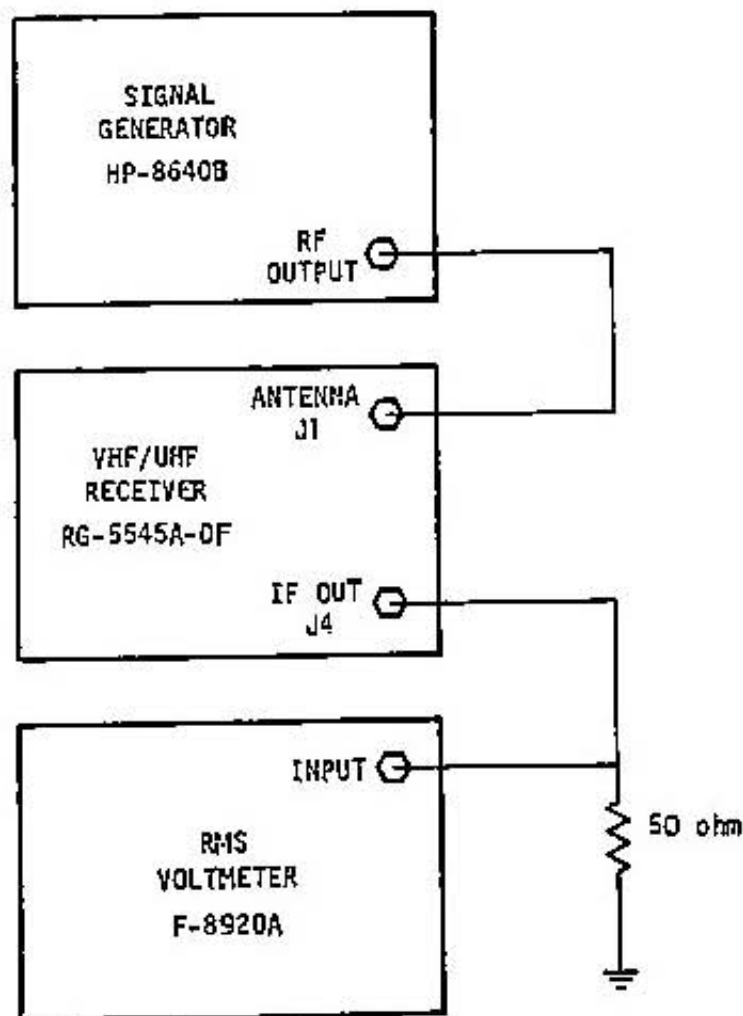 SIGNAL
GENERATOR
HP-8640B
RF
OUTPUT
ANTENNA
J1
VHF/UHF
RECEIVER
RG-5545A-DF
IF OUT
J4
INPUT
50 ohm
RMS
VOLTMETER
F-8920A